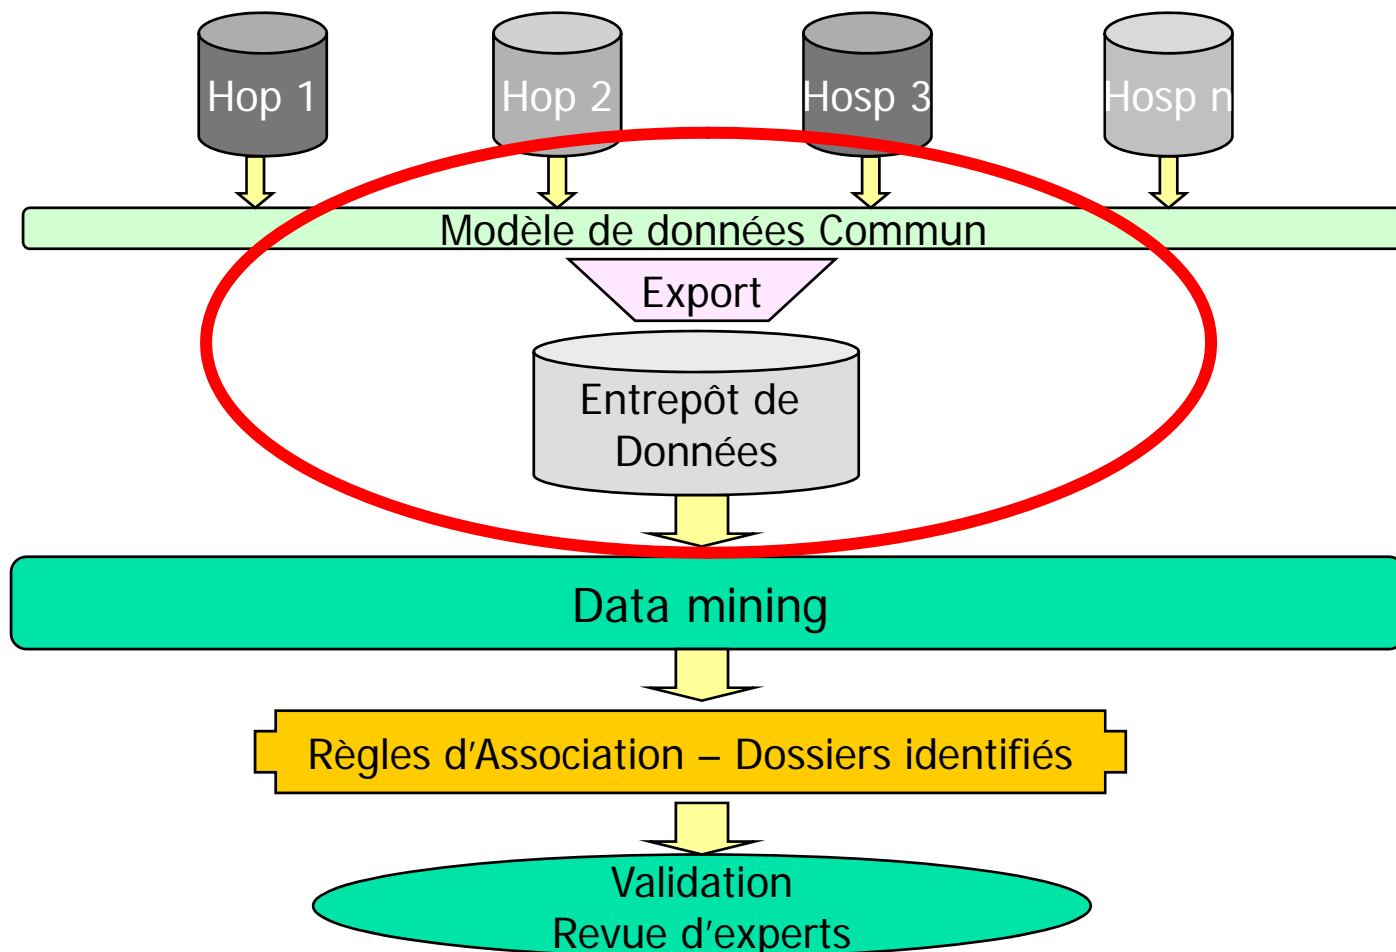 Hop 1
Hop 2
Hosp 3
Hosp n
Modèle de données Commun
Export
Entrepôt de
Données
Data mining
Règles d'Association – Dossiers identifiés
Validation
Revue d'experts